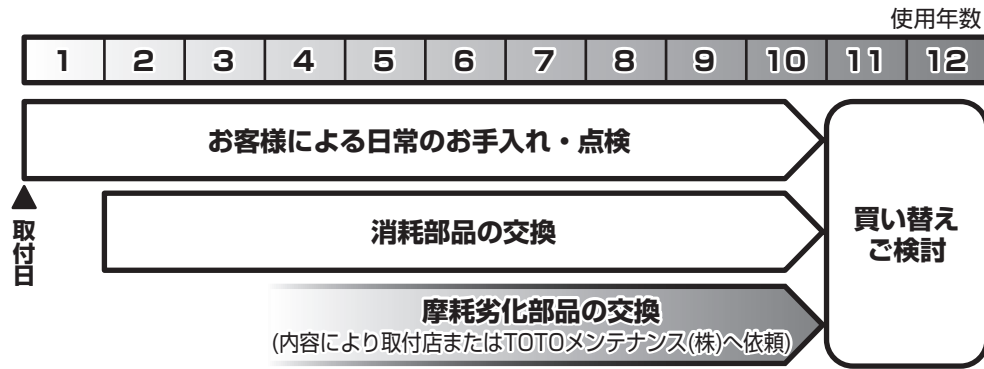 使用年数
1 2 3 4 5 6 7 8 9 10 11 12
お客様による日常のお手入れ・点検
取付日
消耗部品の交換
買い替え
ご検討
摩耗劣化部品の交換
(内容により取付店またはTOTOメンテナンス(株)へ依頼)